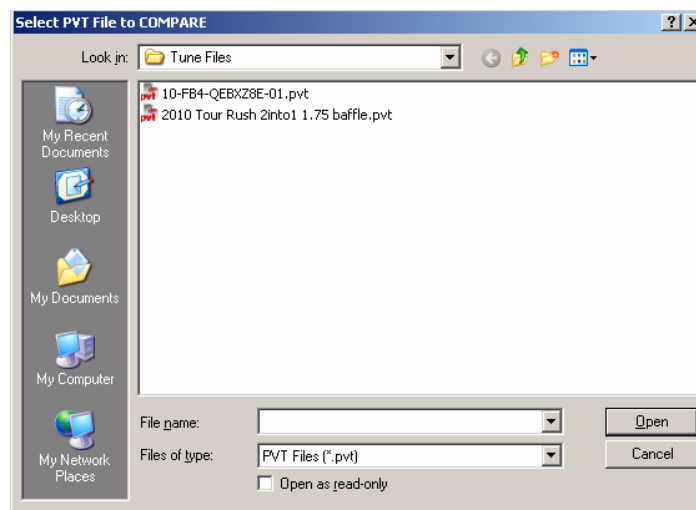 Select PVT File to COMPARE
Look in:
Tune Files
My Recent
Documents
Desktop
My Documents
My Computer
My Network
Places
10-FB4-QEBXZ8E-01.pvt
2010 Tour Rush 2into1 1.75 baffle.pvt
File name:
Open
Files of type:
PVT Files (*.pvt)
Cancel
Open as read-only